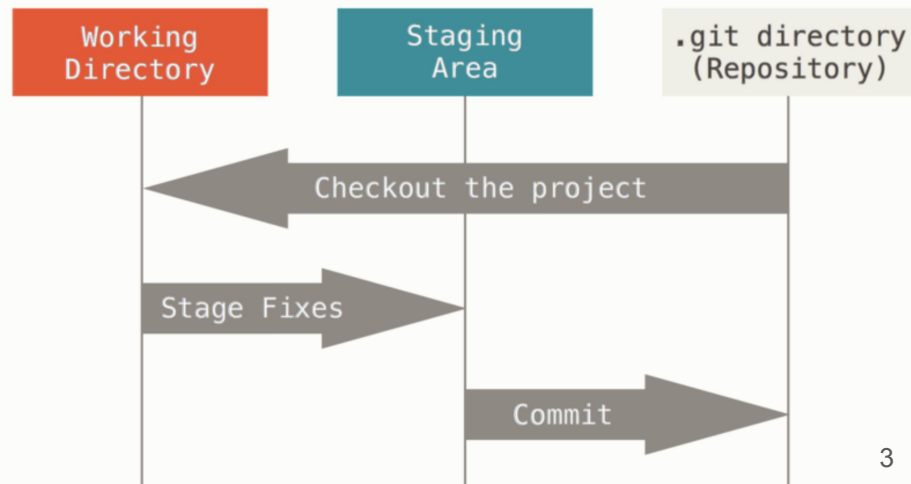 Working
Directory
Staging
Area
.git directory
(Repository)
Checkout the project
Stage Fixes
Commit
3